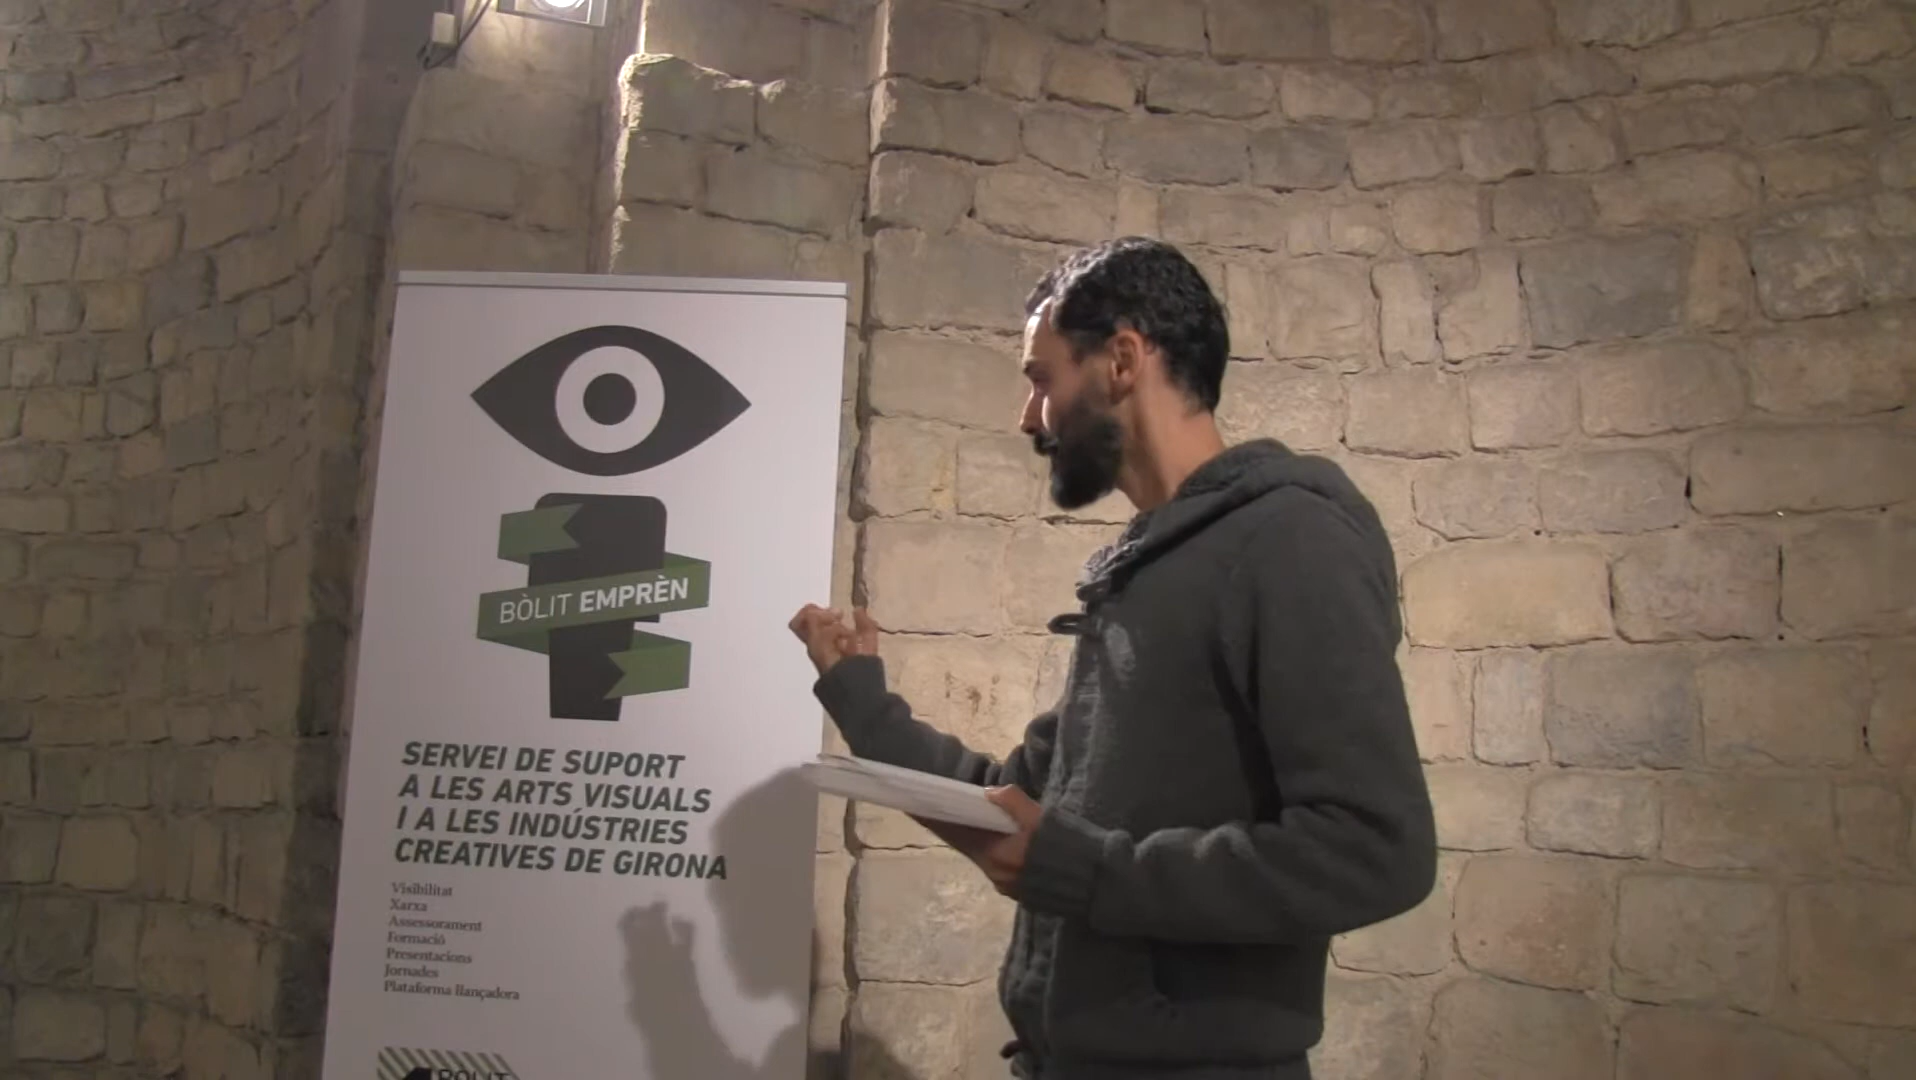 BÒLIT EMPRÈN
SERVEI DE SUPORT
A LES ARTS VISUALS
I A LES INDÚSTRIES
CREATIVES DE GIRONA
Visibilitat
Xarxa
Assessorament
Formació
Presentacions
Jornades
Plataforma llançadora
BÒLIT